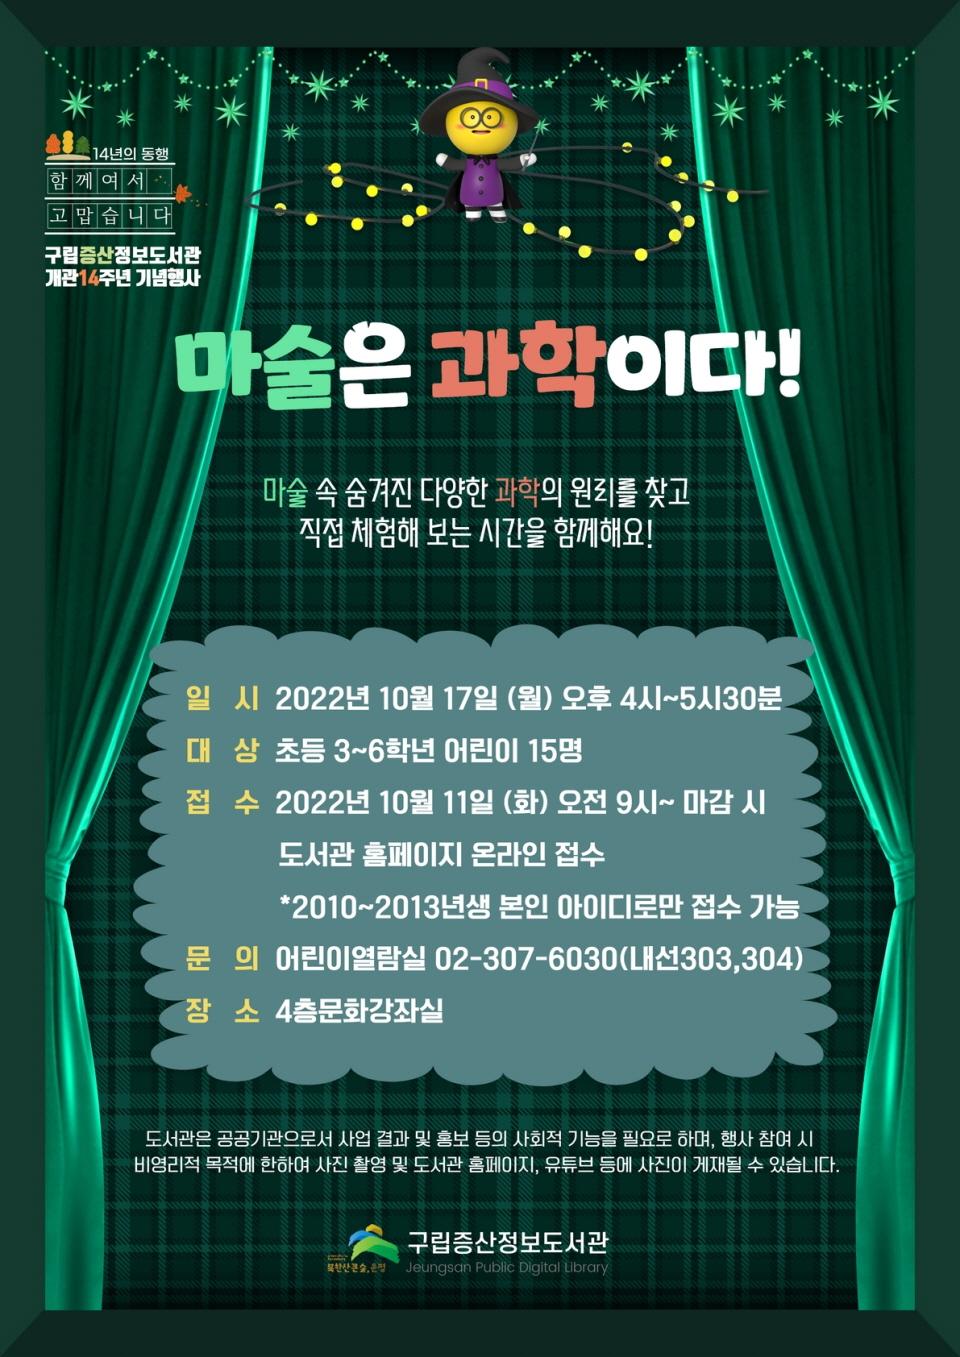 14년의 동행
함께여서
고맙습니다
구립증산정보도서관
개관14주년 기념행사
마술은 과학이다!
마술 속 숨겨진 다양한 과학의 원리를 찾고
직접 체험해 보는 시간을 함께해요!
일 시 2022년 10월 17일 (월) 오후 4시~5시30분
대 상 초등 3~6학년 어린이 15명
접 수 2022년 10월 11일 (화) 오전 9시~ 마감 시
도서관 홈페이지 온라인 접수
*2010~2013년생 본인 아이디로만 접수 가능
문 의 어린이열람실 02-307-6030(내선303,304)
장 소 4층문화강좌실
도서관은 공공기관으로서 사업 결과 및 홍보 등의 사회적 기능을 필요로 하며, 행사 참여 시
비영리적 목적에 한하여 사진 촬영 및 도서관 홈페이지, 유튜브 등에 사진이 게재될 수 있습니다.
북한산 큰 숲, 은평
구립증산정보도서관
Jeungsan Public Digital Library